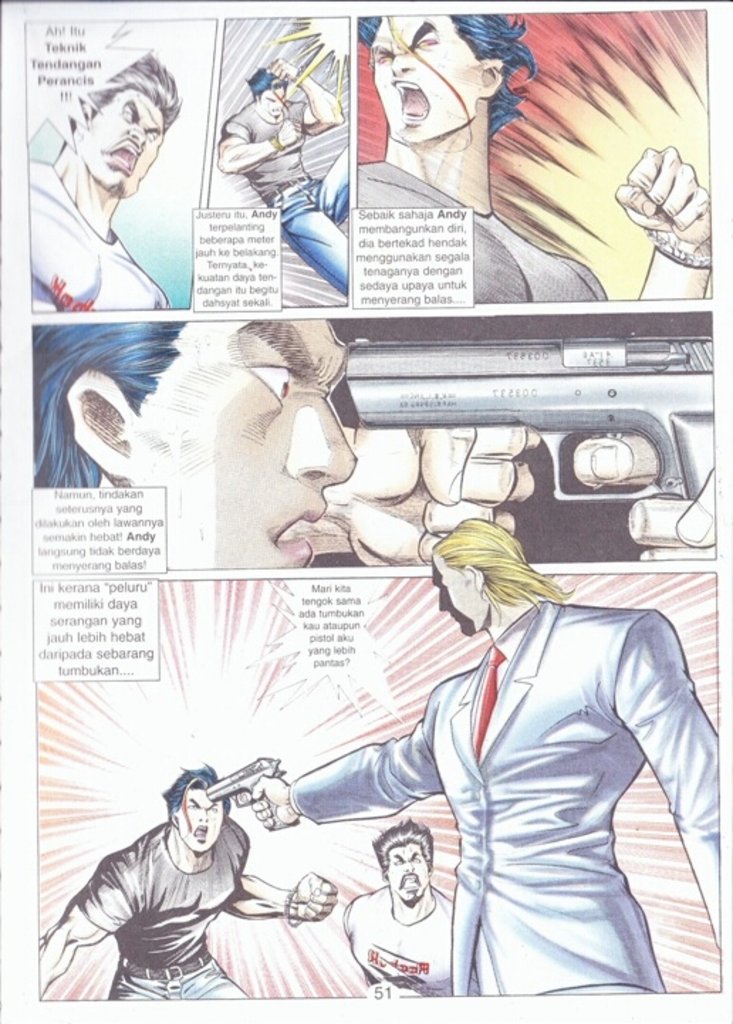 Ah! Itu
Teknik
Tendangan
Perancis
!!!
Justeru itu, Andy
terpelanting
beberapa meter
jauh ke belakang.
Ternyata, ke-
kuatan daya ten-
dangan itu begitu
dahsyat sekali.
Sebaik sahaja Andy
membangunkan diri,
dia bertekad hendak
menggunakan segala
tenaganya dengan
sedaya upaya untuk
menyerang balas....
Namun, tindakan
seterusnya yang
dilakukan oleh lawannya
semakin hebat! Andy
langsung tidak berdaya
menyerang balas!
Ini kerana "peluru"
memiliki daya
serangan yang
jauh lebih hebat
daripada sebarang
tumbukan....
Mari kita
tengok sama
ada tumbukan
kau ataupun
pistol aku
yang lebih
pantas?
51